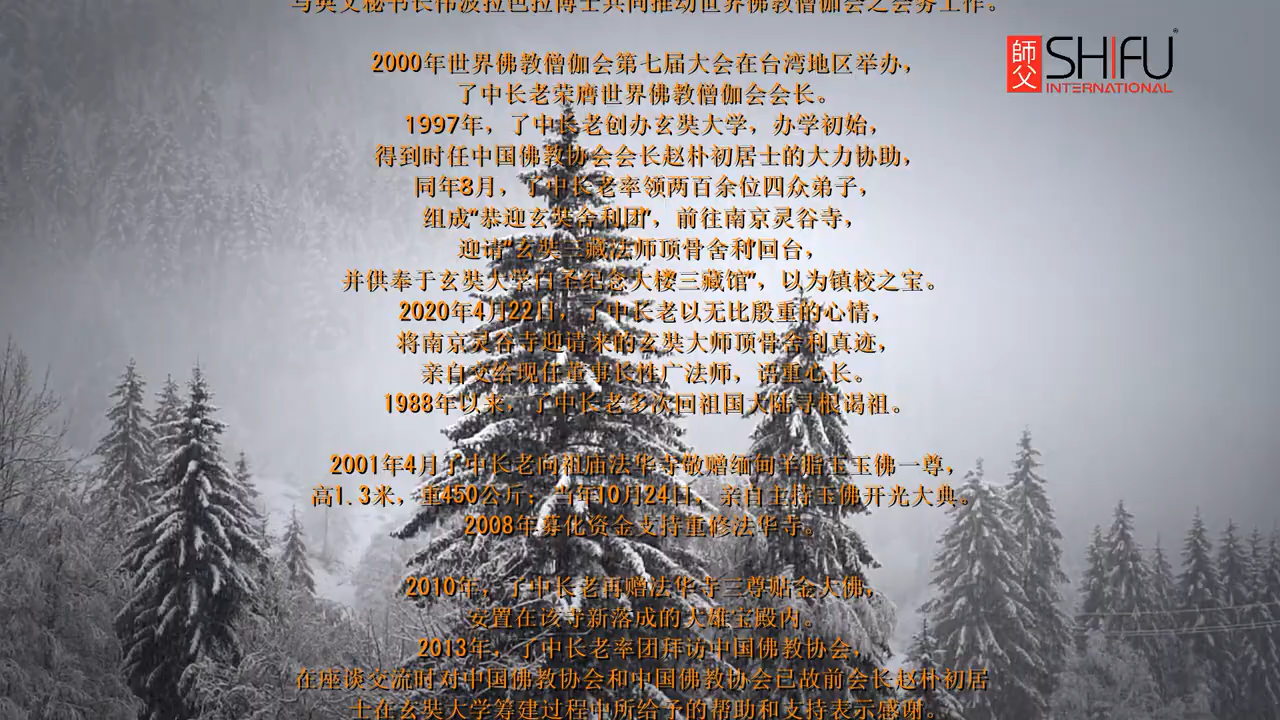 与英文秘书长伟波拉巴拉博士共同推动世界佛教僧伽会之会务工作。
師父 SHIFU®
INTERNATIONAL
2000年世界佛教僧伽会第七届大会在台湾地区举办，
了中长老荣膺世界佛教僧伽会会长。
1997年，了中长老创办玄奘大学，办学初始，
得到时任中国佛教协会会长赵朴初居士的大力协助，
同年8月，了中长老率领两百余位四众弟子，
组成"恭迎玄奘舍利团"，前往南京灵谷寺，
迎请"玄奘三藏法师顶骨舍利"回台，
并供奉于玄奘大学白圣纪念大楼三藏馆"，以为镇校之宝。
2020年4月22日，了中长老以无比殷重的心情，
将南京灵谷寺迎请来的玄奘大师顶骨舍利真迹，
亲自交给现任董事长性广法师，语重心长。
1988年以来，了中长老多次回祖国大陆寻根谒祖。
2001年4月了中长老向祖庙法华寺敬赠缅甸羊脂玉玉佛一尊，
高1.3米，重450公斤；当年10月24日，亲自主持玉佛开光大典。
2008年募化资金支持重修法华寺。
2010年，了中长老再赠法华寺三尊贴金大佛，
安置在该寺新落成的大雄宝殿内。
2013年，了中长老率团拜访中国佛教协会，
在座谈交流时对中国佛教协会和中国佛教协会已故前会长赵朴初居
士在玄奘大学筹建过程中所给予的帮助和支持表示感谢。